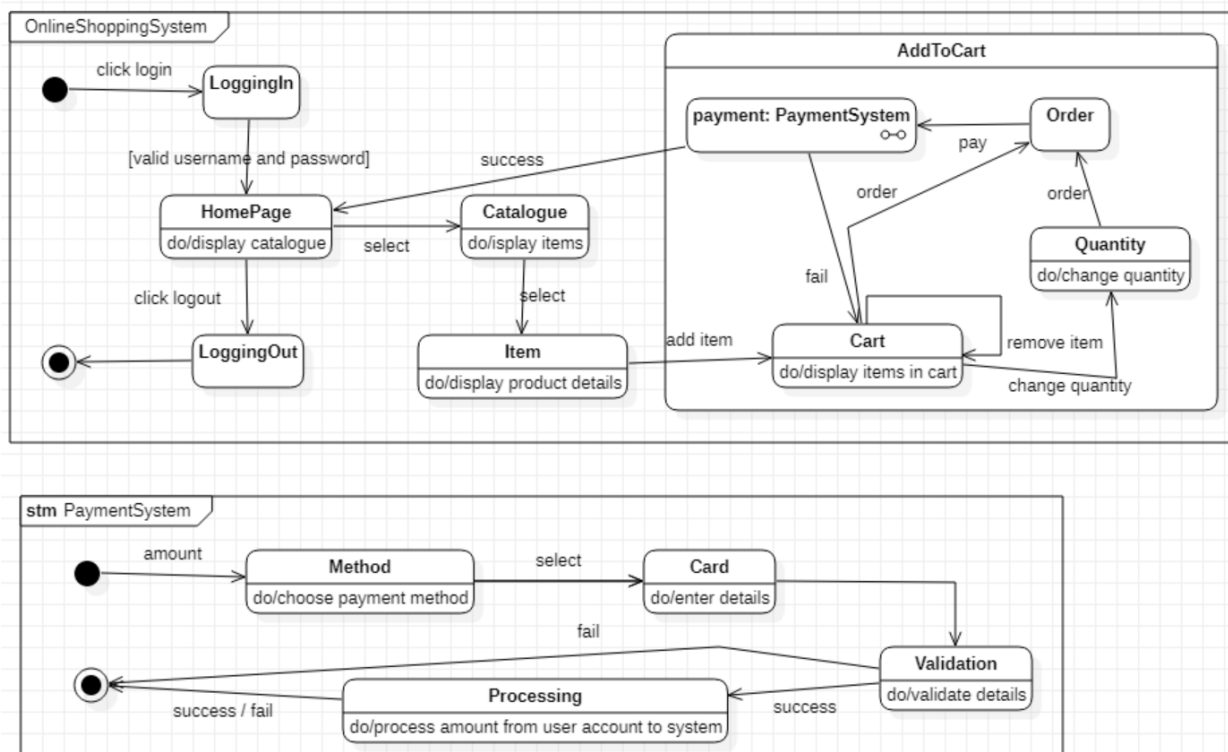 OnlineShoppingSystem
click login
LoggingIn
[valid username and password]
HomePage
do/display catalogue
click logout
LoggingOut
select
Catalogue
do/isplay items
select
Item
do/display product details
add item
success
AddToCart
payment: PaymentSystem
pay
Order
order
order
fail
Quantity
do/change quantity
Cart
do/display items in cart
remove item
change quantity
stm PaymentSystem
amount
Method
do/choose payment method
select
Card
do/enter details
fail
Validation
do/validate details
success
Processing
do/process amount from user account to system
success / fail